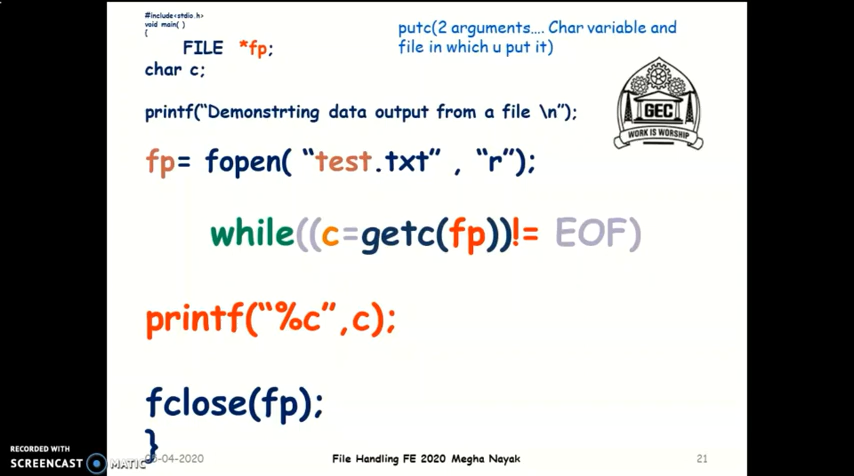 #include<stdio.h>
void main( )
{
FILE *fp;
char c;
putc(2 arguments.... Char variable and
file in which u put it)
printf(“Demonstrting data output from a file \n”);
GEC
WORK IS WORSHIP
fp= fopen( “test.txt” , “r”);
while((c=getc(fp))!= EOF)
printf(“%c”,c);
fclose(fp);
}
-04-2020
File Handling FE 2020 Megha Nayak
21
RECORDED WITH
SCREENCAST MATIC